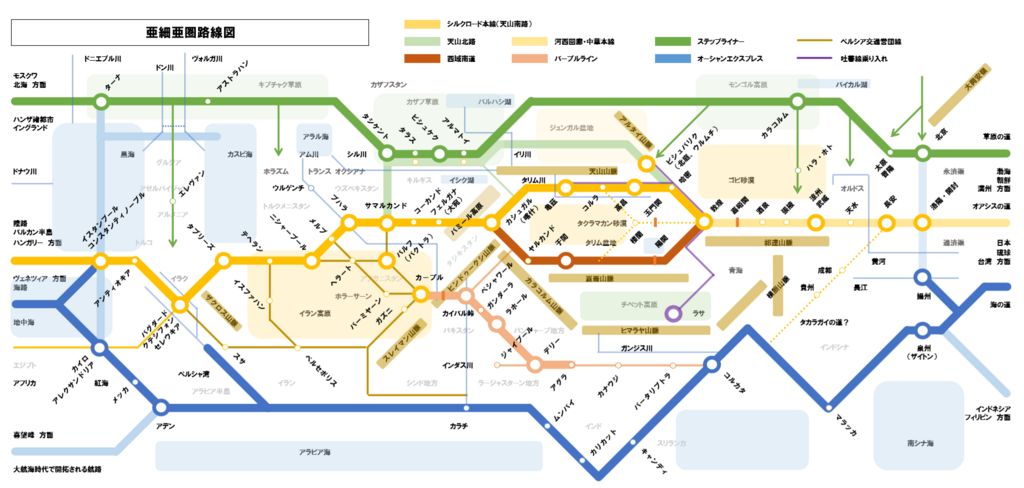 亜細亜圏路線図
シルクロード本線(天山南路)
天山北路
河西回廊・中華本線
ステップライナー
ペルシア交通営団線
西域南道
パープルライン
オーシャンエクスプレス
吐蕃線乗り入れ
ドニエプル川
ヴォルガ川
ドン川
モスクワ
北海 方面
ターナ
アストラハン
キプチャク草原
カザフスタン
カザフ草原
バルハシ湖
モンゴル高原
バイカル湖
大興安嶺
ハンザ諸都市
イングランド
黒海
カスピ海
アラル海
グルジア
アゼルバイジャン
アルメニア
エレヴァン
アム川
シル川
タシケント
タラス
ビシュケク
アルマトイ
ジュンガル盆地
アルタイ山脈
ビシュバリク
(北庭、ウルムチ)
カラコルム
ハラ・ホト
太原
晋陽
北京
草原の道
ドナウ川
ホラズム
トランス オクシアナ
ウルゲンチ
ウズベキスタン
キルギス
イシク湖
イリ川
天山山脈
哈密
ゴビ砂漠
オルドス
永済渠
渤海
朝鮮
満州 方面
トルクメニスタン
ブハラ
サマルカンド
コーカンド
フェルガナ
(大宛)
パミール高原
カシュガル
(喀什)
タリム川
亀茲
コルラ
玉門関
敦煌
嘉峪関
酒泉
張掖
涼州
武威
天水
長安
洛陽・開封
オアシスの道
陸路
バルカン半島
ハンガリー 方面
イスタンブール
コンスタンティノープル
トルコ
タブリーズ
テヘラン
ニシャープール
メルブ
ヘラート
バルフ
(バクトラ)
タジキスタン
ヤルカンド
于闐
タクラマカン砂漠
タリム盆地
楼蘭
陽関
祁連山脈
通済渠
日本
琉球
台湾 方面
ヴェネツィア 方面
海路
アンティオキア
イラク
イスファハン
ホラーサーン
イラン高原
カーブル
ヒンドゥークシ山脈
ペシャワール
ガンダーラ
カラコルム山脈
崑崙山脈
青海
横断山脈
成都
黄河
長江
揚州
地中海
ザクロス山脈
バグダード
クテシフォン
セレウキア
バーミヤーン
ガズニ
スレイマン山脈
カイバル峠
ラホール
パキスタン
パンジャーブ地方
チベット高原
ラサ
貴州
タカラガイの道?
海の道
エジプト
アフリカ
カイロ
アレクサンドリア
紅海
メッカ
ペルシャ湾
アラビア半島
スサ
イラン
ペルセポリス
シンド地方
インダス川
ジャイプール
デリー
ラージャスターン地方
アグラ
ヒマラヤ山脈
ガンジス川
カナウジ
パータリプトラ
コルカタ
インドシナ
泉州
(ザイトン)
喜望峰 方面
アデン
カラチ
ムンバイ
インド
カリカット
スリランカ
キャンディ
マラッカ
南シナ海
インドネシア
フィリピン 方面
アラビア海
大航海時代で開拓される航路